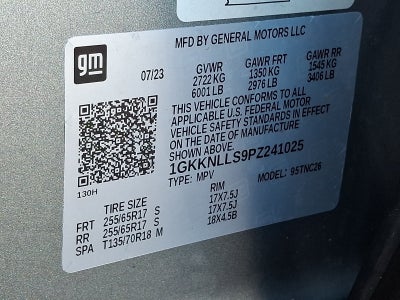 gm
MFD BY GENERAL MOTORS LLC
07/23 GVWR GAWR FRT GAWR RR
2722 KG 1350 KG 1545 KG
6001 LB 2976 LB 3406 LB
THIS VEHICLE CONFORMS TO ALL
APPLICABLE U.S. FEDERAL MOTOR
VEHICLE SAFETY STANDARDS IN EFFECT
ON THE DATE OF MANUFACTURE
SHOWN ABOVE.
1GKKNLLS9PZ241025
130H TYPE: MPV MODEL: 95TNC26
TIRE SIZE RIM
FRT 255/65R17 S 17X7.5J
RR 255/65R17 S 17X7.5J
SPA T135/70R18 M 18X4.5B